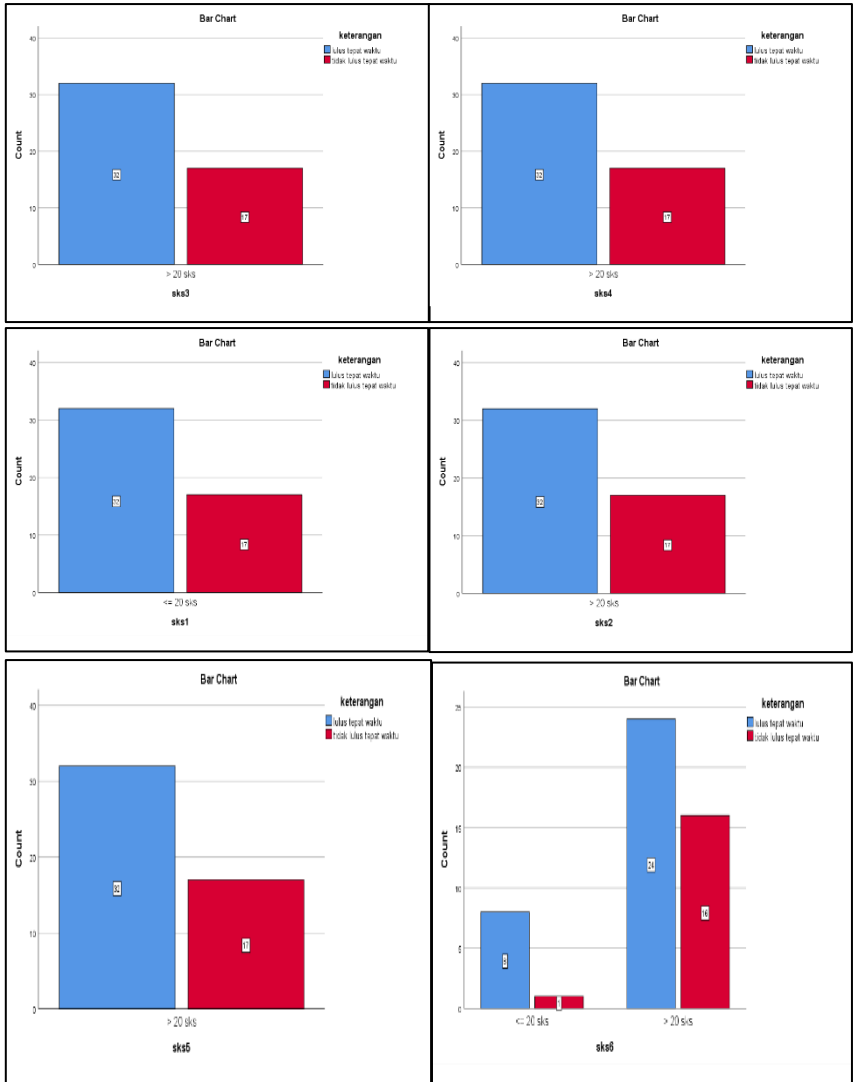 Bar Chart
keterangan
lulus tepat waktu
tidak lulus tepat waktu
Count
40
30
20
10
0
32
17
> 20 sks
sks3
Bar Chart
keterangan
lulus tepat waktu
tidak lulus tepat waktu
Count
40
30
20
10
0
32
17
> 20 sks
sks4
Bar Chart
keterangan
lulus tepat waktu
tidak lulus tepat waktu
Count
40
30
20
10
0
32
17
<= 20 sks
sks1
Bar Chart
keterangan
lulus tepat waktu
tidak lulus tepat waktu
Count
40
30
20
10
0
32
17
> 20 sks
sks2
Bar Chart
keterangan
lulus tepat waktu
tidak lulus tepat waktu
Count
40
30
20
10
0
32
17
> 20 sks
sks5
Bar Chart
keterangan
lulus tepat waktu
tidak lulus tepat waktu
Count
25
20
15
10
5
0
8
1
24
16
<= 20 sks
> 20 sks
sks6